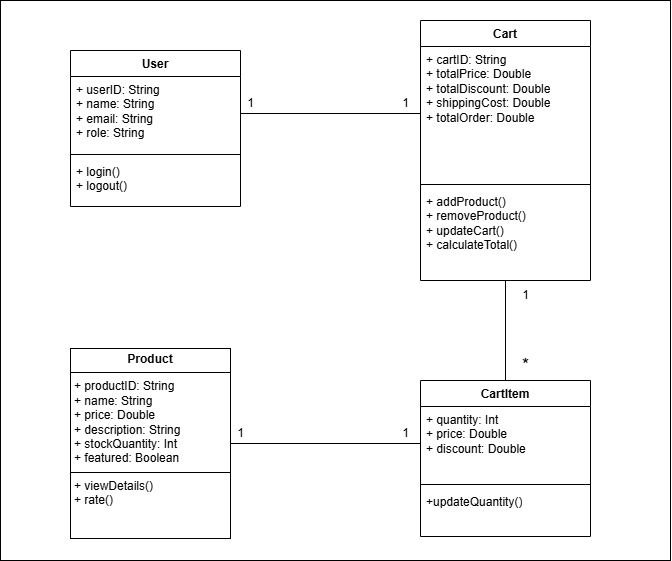 User
+ userID: String
+ name: String
+ email: String
+ role: String
+ login()
+ logout()
1
1
Cart
+ cartID: String
+ totalPrice: Double
+ totalDiscount: Double
+ shippingCost: Double
+ totalOrder: Double
+ addProduct()
+ removeProduct()
+ updateCart()
+ calculateTotal()
1
*
Product
+ productID: String
+ name: String
+ price: Double
+ description: String
+ stockQuantity: Int
+ featured: Boolean
+ viewDetails()
+ rate()
1
1
CartItem
+ quantity: Int
+ price: Double
+ discount: Double
+updateQuantity()